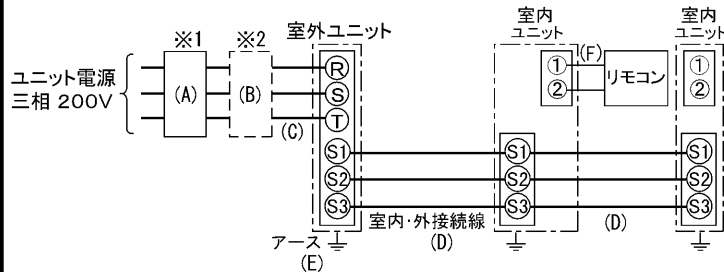 ※1
※2
室外ユニット
室内
ユニット
室内
ユニット
ユニット電源
三相 200V
(A)
(B)
(C)
R
S
T
S1
S2
S3
①
②
(F)
リモコン
①
②
S1
S2
S3
S1
S2
S3
室内・外接続線
(D)
(D)
アース
(E)